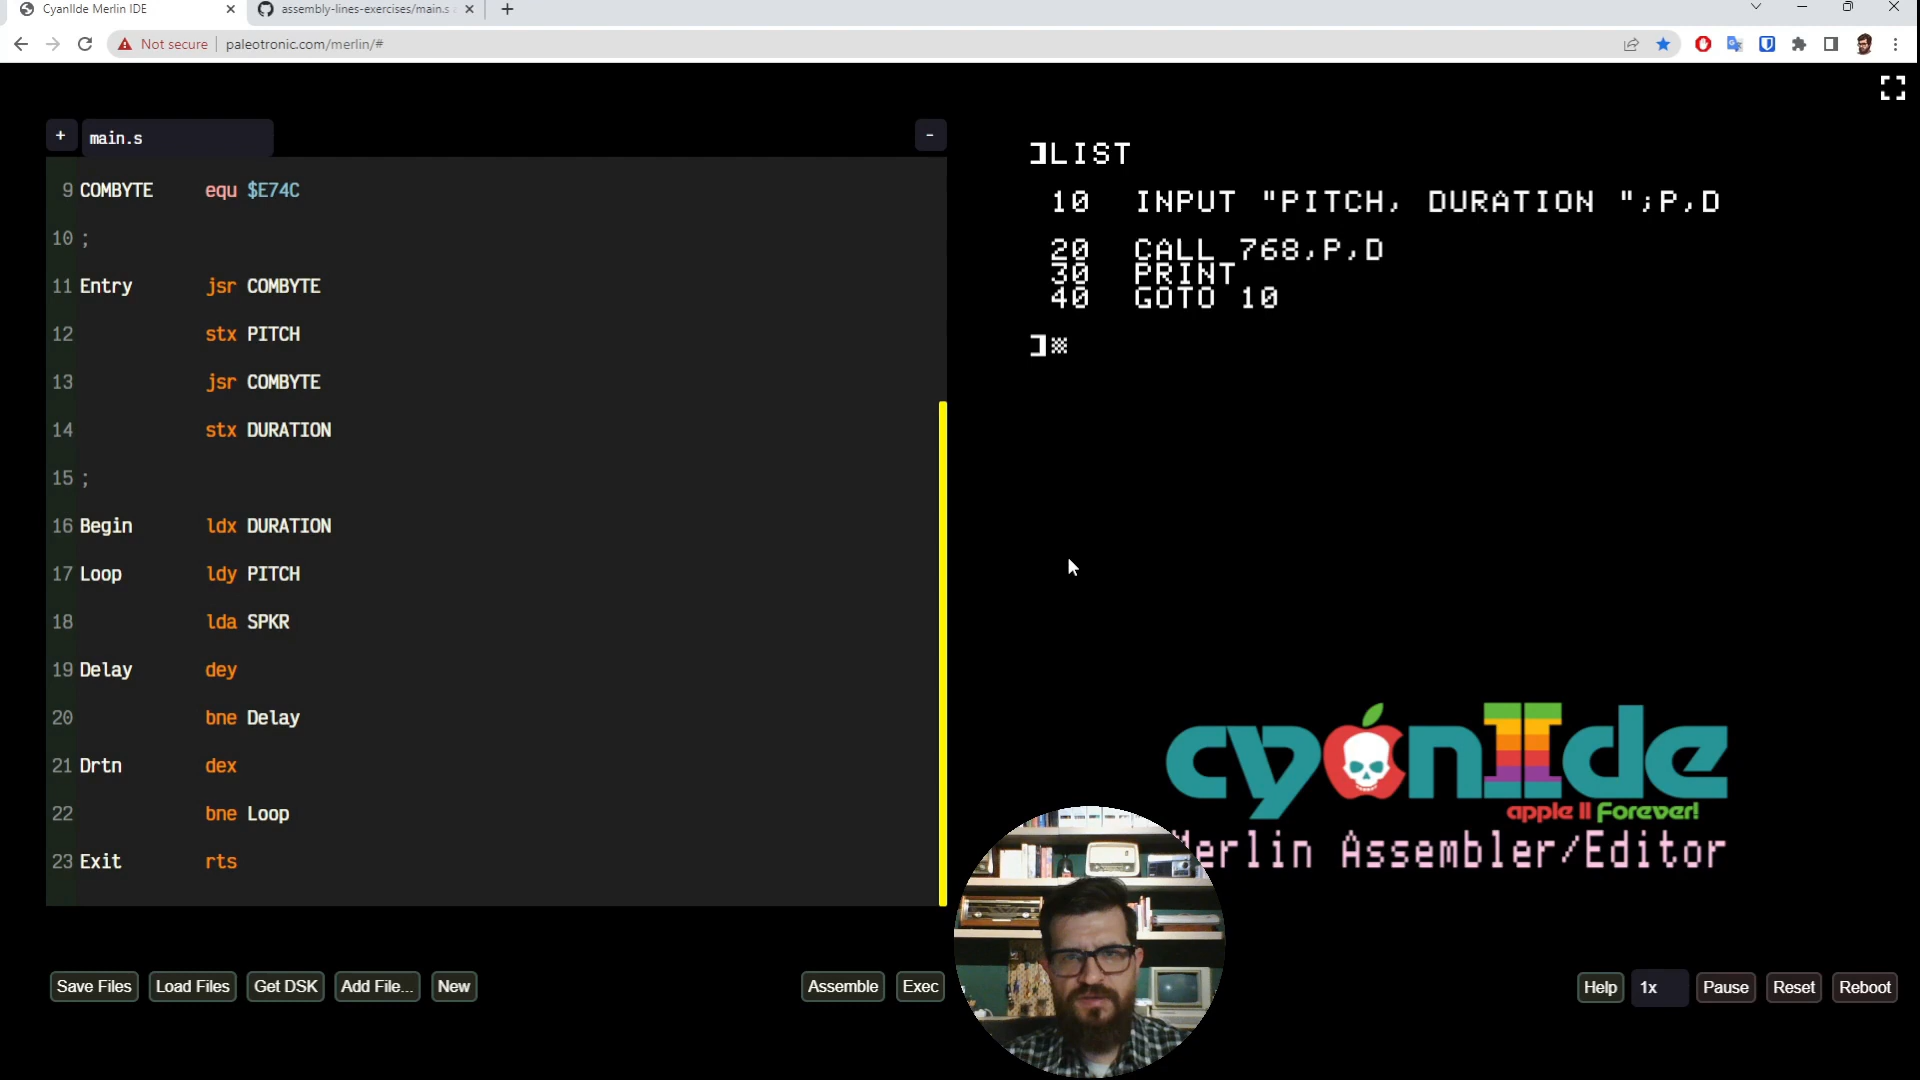 CyanIIde Merlin IDE
assembly-lines-exercises/main.s
Not secure
paleotronic.com/merlin/#
+
main.s
-
9 COMBYTE equ $E74C
10 ;
11 Entry jsr COMBYTE
12 stx PITCH
13 jsr COMBYTE
14 stx DURATION
15 ;
16 Begin ldx DURATION
17 Loop ldy PITCH
18 lda SPKR
19 Delay dey
20 bne Delay
21 Drtn dex
22 bne Loop
23 Exit rts
]LIST
10 INPUT "PITCH, DURATION ";P,D
20 CALL 768,P,D
30 PRINT
40 GOTO 10
]
cyanIIde
apple II Forever!
Merlin Assembler/Editor
Save Files
Load Files
Get DSK
Add File...
New
Assemble
Exec
Help
1x
Pause
Reset
Reboot